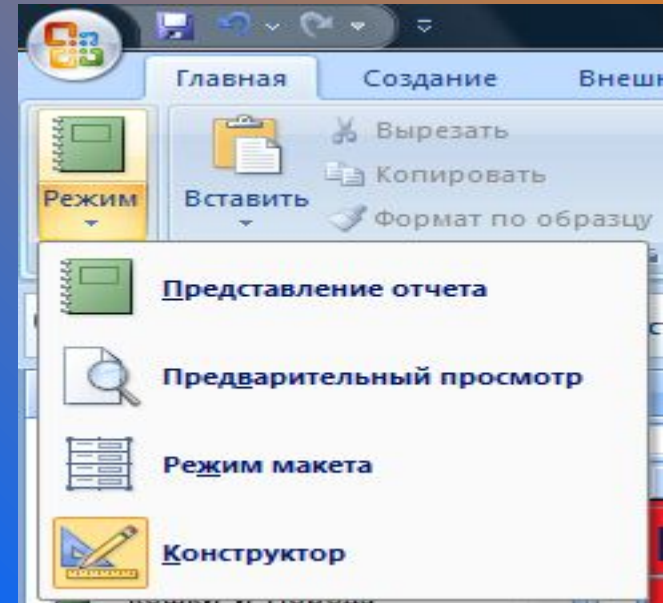 Главная Создание Внешн
Вырезать
Копировать
Режим Вставить
Формат по образцу
Представление отчета
Предварительный просмотр
Режим макета
Конструктор